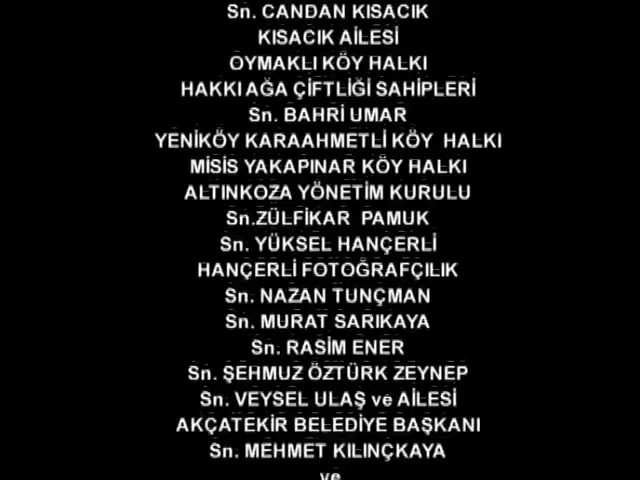 Sn. CANDAN KISACIK
KISACIK AİLESİ
OYMAKLI KÖY HALKI
HAKKI AĞA ÇİFTLİĞİ SAHİPLERİ
Sn. BAHRİ UMAR
YENİKÖY KARAAHMETLİ KÖY  HALKI
MİSİS YAKAPINAR KÖY HALKI
ALTINKOZA YÖNETİM KURULU
Sn.ZÜLFİKAR  PAMUK
Sn. YÜKSEL HANÇERLİ
HANÇERLİ FOTOĞRAFÇILIK
Sn. NAZAN TUNÇMAN
Sn. MURAT SARIKAYA
Sn. RASİM ENER
Sn. ŞEHMUZ ÖZTÜRK ZEYNEP
Sn. VEYSEL ULAŞ ve AİLESİ
AKÇATEKİR BELEDİYE BAŞKANI
Sn. MEHMET KILINÇKAYA
ve